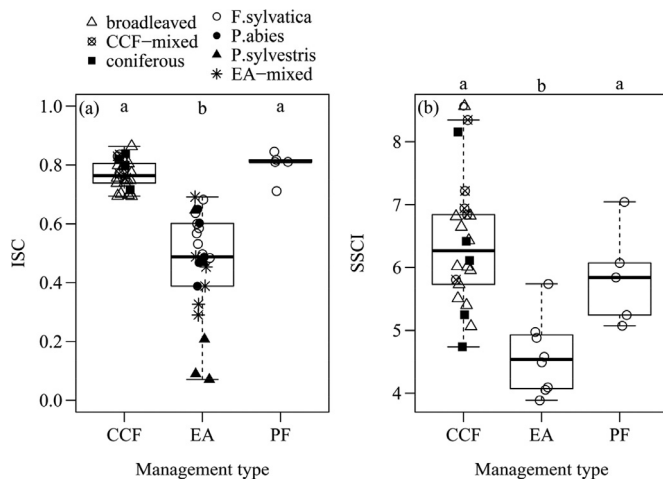 broadleaved
CCF−mixed
coniferous
F.sylvatica
P.abies
P.sylvestris
EA−mixed
(a)
a b a
1.0
0.8
0.6
0.4
0.2
0.0
ISC
CCF EA PF
Management type
(b)
a b a
8
7
6
5
4
SSCI
CCF EA PF
Management type